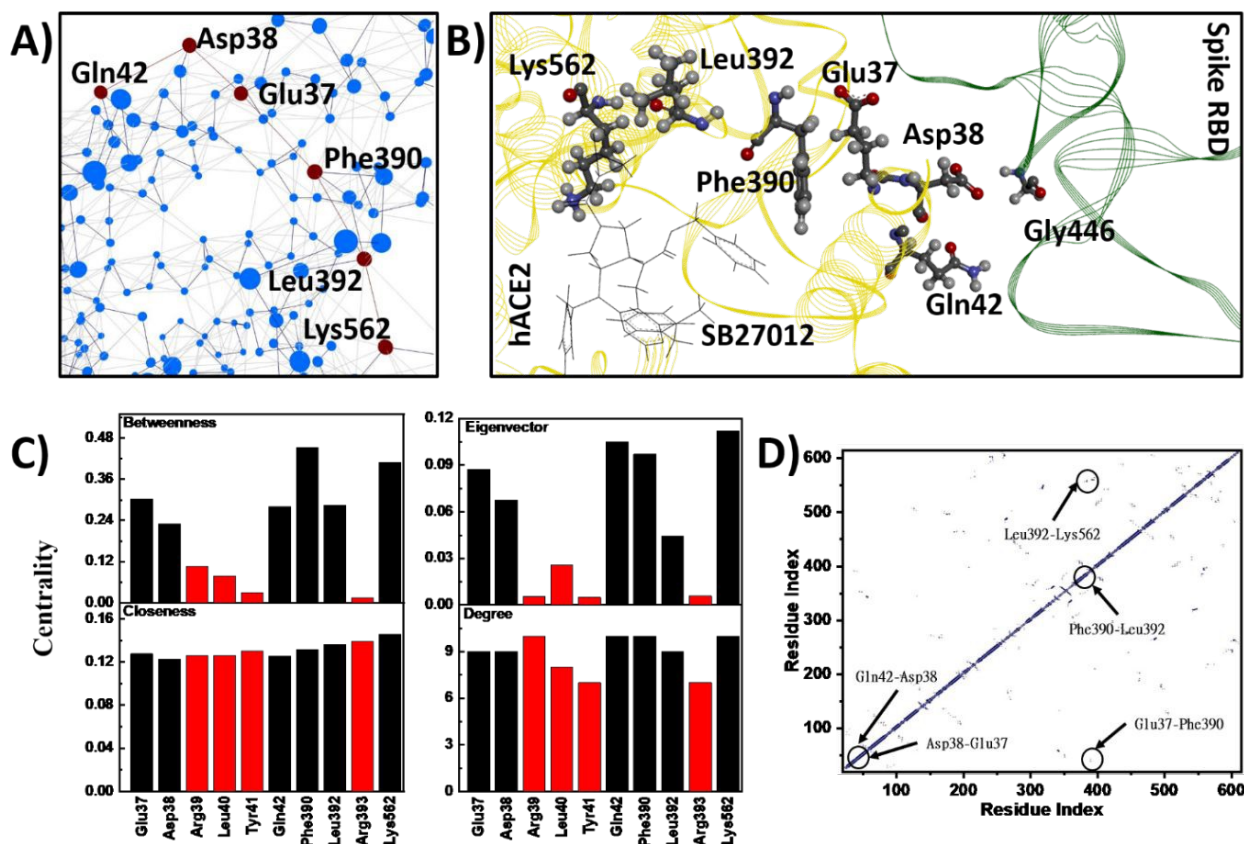 A)
Asp38
Gln42
Glu37
Phe390
Leu392
Lys562
B)
Lys562
Leu392
Glu37
Asp38
Phe390
Gly446
Gln42
SB27012
hACE2
Spike RBD
C)
Centrality
Betweenness
0.48
0.36
0.24
0.12
0.00
Closeness
0.16
0.12
0.08
0.04
0.00
Glu37
Asp38
Arg39
Leu40
Tyr41
Gln42
Phe390
Leu392
Arg393
Lys562
Eigenvector
0.12
0.09
0.06
0.03
0.00
Degree
9
6
3
0
Glu37
Asp38
Arg39
Leu40
Tyr41
Gln42
Phe390
Leu392
Arg393
Lys562
D)
Residue Index
600
500
400
300
200
100
Leu392-Lys562
Phe390-Leu392
Gln42-Asp38
Asp38-Glu37
Glu37-Phe390
100 200 300 400 500 600
Residue Index